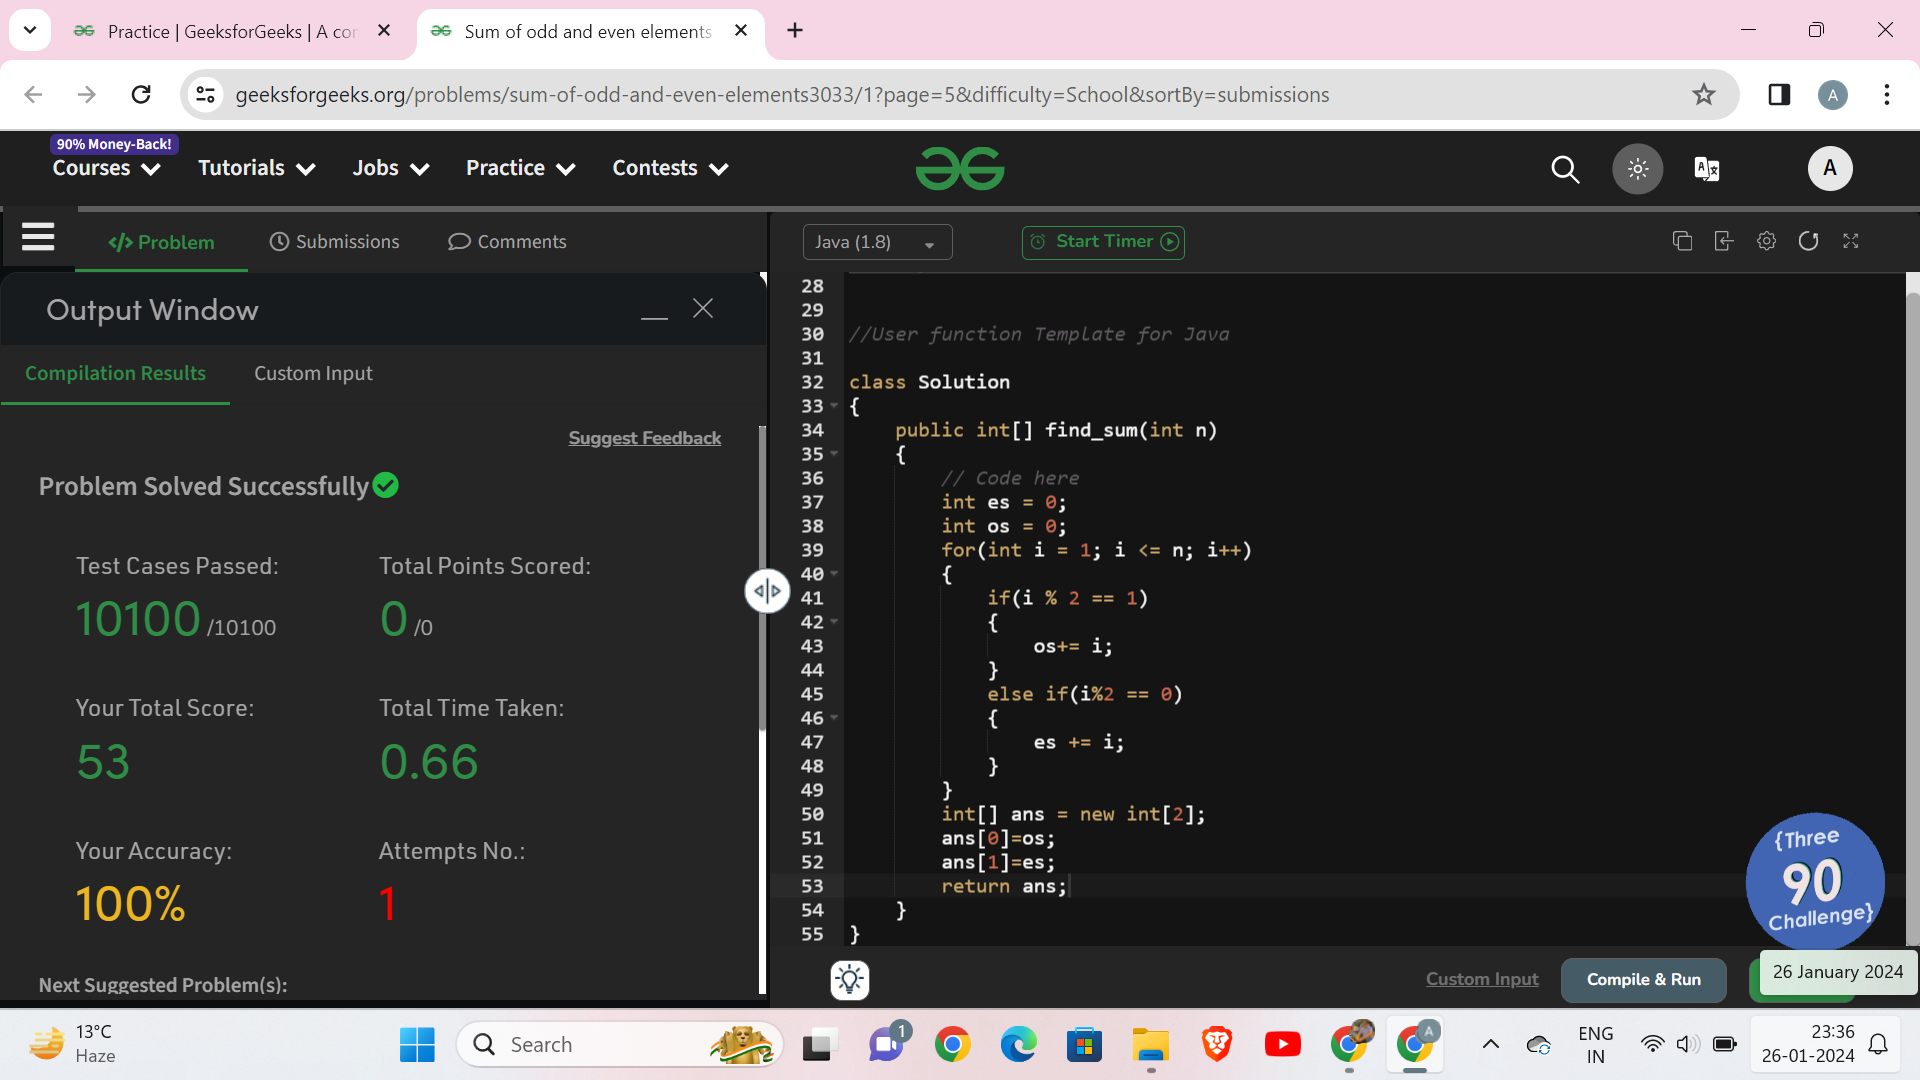 Practice | GeeksforGeeks | A co
Sum of odd and even elements
geeksforgeeks.org/problems/sum-of-odd-and-even-elements3033/1?page=5&difficulty=School&sortBy=submissions
A
90% Money-Back!
Courses
Tutorials
Jobs
Practice
Contests
A
</> Problem
Submissions
Comments
Java (1.8)
Start Timer
Output Window
Compilation Results
Custom Input
Suggest Feedback
Problem Solved Successfully
Test Cases Passed:
10100 /10100
Total Points Scored:
0 /0
Your Total Score:
53
Total Time Taken:
0.66
Your Accuracy:
100%
Attempts No.:
1
Next Suggested Problem(s):
28
29
30 //User function Template for Java
31
32 class Solution
33 {
34 public int[] find_sum(int n)
35 {
36 // Code here
37 int es = 0;
38 int os = 0;
39 for(int i = 1; i <= n; i++)
40 {
41 if(i % 2 == 1)
42 {
43 os+= i;
44 }
45 else if(i%2 == 0)
46 {
47 es += i;
48 }
49 }
50 int[] ans = new int[2];
51 ans[0]=os;
52 ans[1]=es;
53 return ans;
54 }
55 }
{Three
90
Challenge}
Custom Input
Compile & Run
26 January 2024
13°C
Haze
Search
1
A
ENG
IN
23:36
26-01-2024